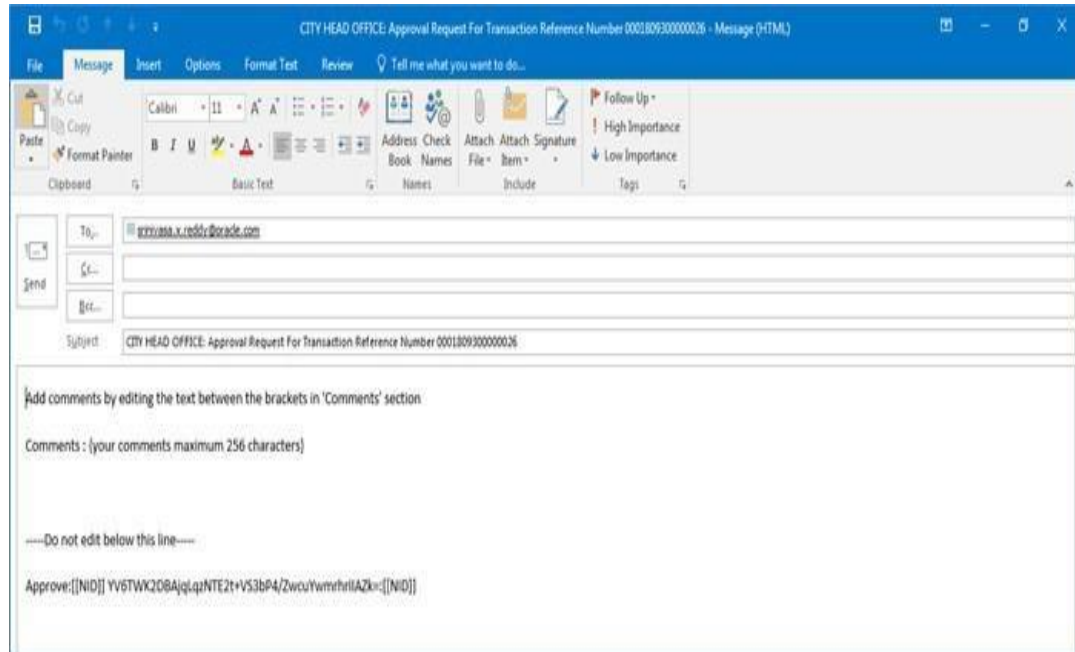 CITY HEAD OFFICE: Approval Request For Transaction Reference Number 0001809300000026 - Message (HTML)
File Message Insert Options Format Text Review Tell me what you want to do...
Paste
Cut
Copy
Format Painter
Clipboard
Calibri 11
B I U
Basic Text
Address Book
Check Names
Names
Attach File
Attach Item
Signature
Include
Follow Up
High Importance
Low Importance
Tags
Send
To...
srinivasa.x.reddy@oracle.com
Cc...
Bcc...
Subject CITY HEAD OFFICE: Approval Request For Transaction Reference Number 0001809300000026
Add comments by editing the text between the brackets in 'Comments' section
Comments : {your comments maximum 256 characters}
-----Do not edit below this line-----
Approve:[[NID]] :[[NID]]